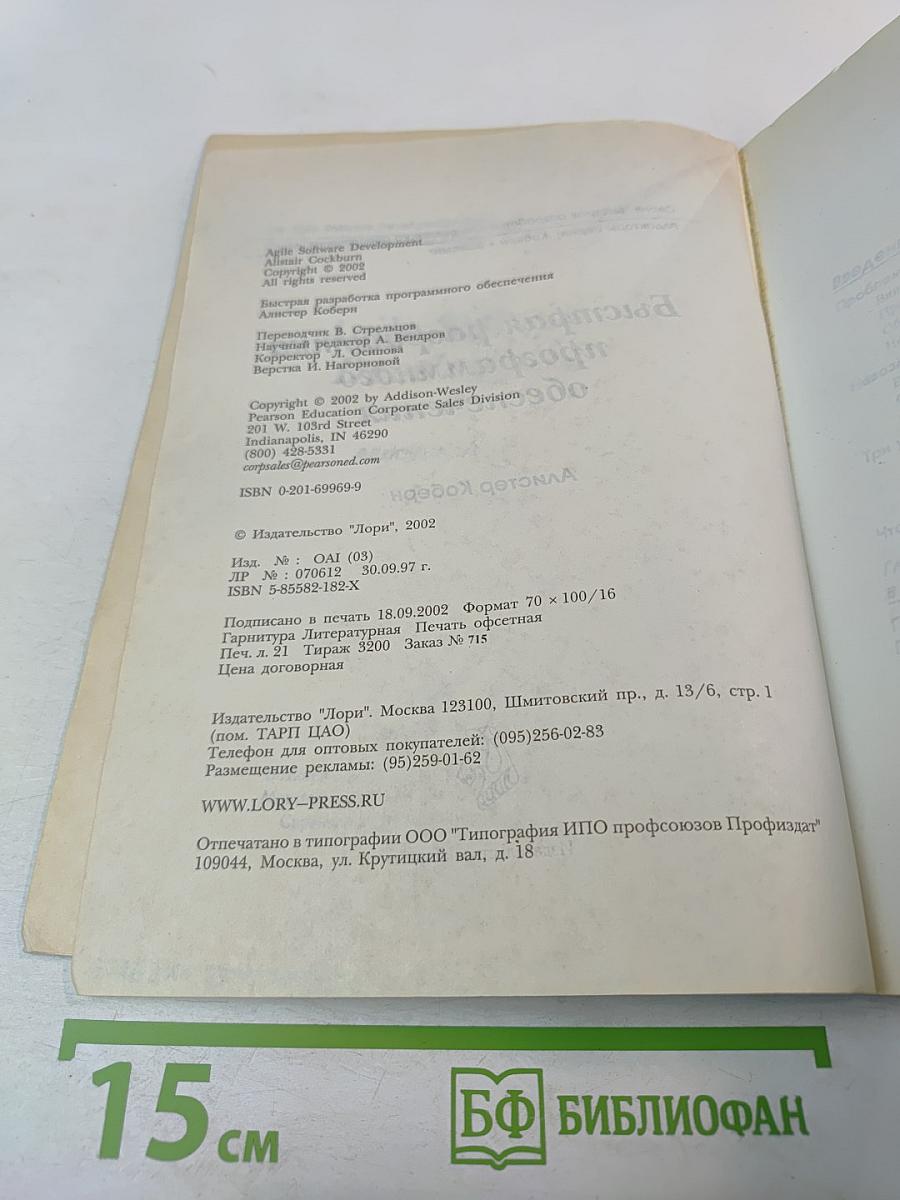 Agile Software Development
Alistair Cockburn
Copyright © 2002
All rights reserved
Быстрая разработка программного обеспечения
Алистер Коберн
Переводчик В. Стрельцов
Научный редактор А. Вендров
Корректор Л. Осипова
Верстка И. Нагорновой
Copyright © 2002 by Addison-Wesley
Pearson Education Corporate Sales Division
201 W. 103rd Street
Indianapolis, IN 46290
(800) 428-5331
corpsales@pearsoned.com
ISBN 0-201-69969-9
© Издательство "Лори", 2002
Изд. № : OAI (03)
ЛР № : 070612 30.09.97 г.
ISBN 5-85582-182-X
Подписано в печать 18.09.2002 Формат 70 × 100/16
Гарнитура Литературная Печать офсетная
Печ. л. 21 Тираж 3200 Заказ № 715
Цена договорная
Издательство "Лори". Москва 123100, Шмитовский пр., д. 13/6, стр. 1
(пом. ТАРП ЦАО)
Телефон для оптовых покупателей: (095)256-02-83
Размещение рекламы: (95)259-01-62
WWW.LORY–PRESS.RU
Отпечатано в типографии ООО "Типография ИПО профсоюзов Профиздат"
109044, Москва, ул. Крутицкий вал, д. 18
15 см
БФ БИБЛИОФАН